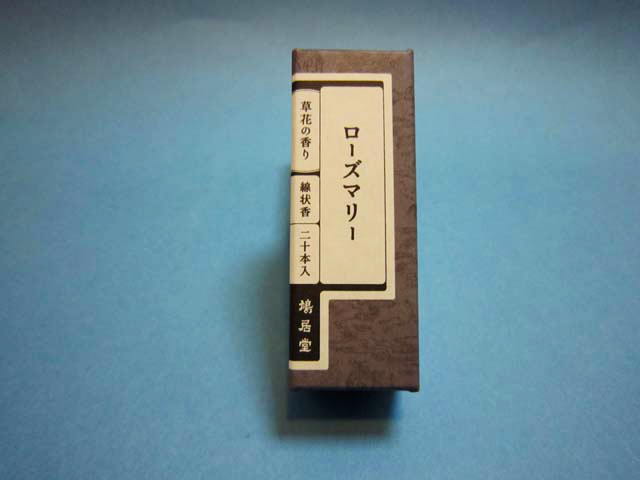 ローズマリー
草花の香り
線状香
二十本入
鳩居堂